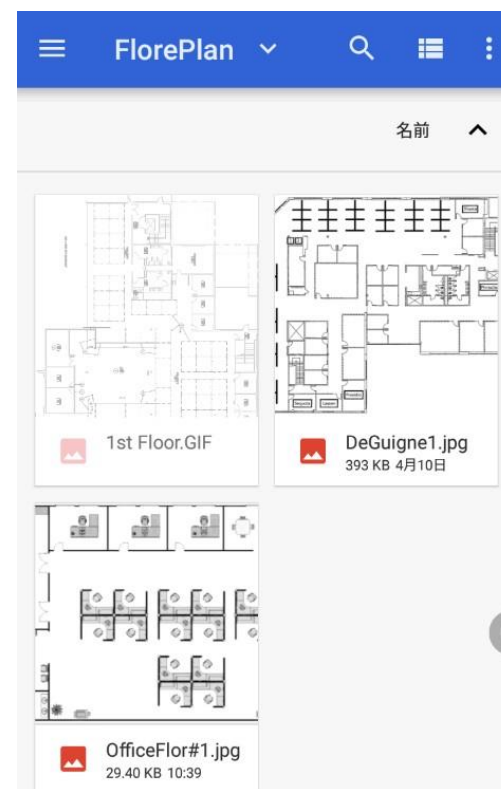 FlorePlan
名前
1st Floor.GIF
DeGuigne1.jpg
393 KB 4月10日
OfficeFlor#1.jpg
29.40 KB 10:39